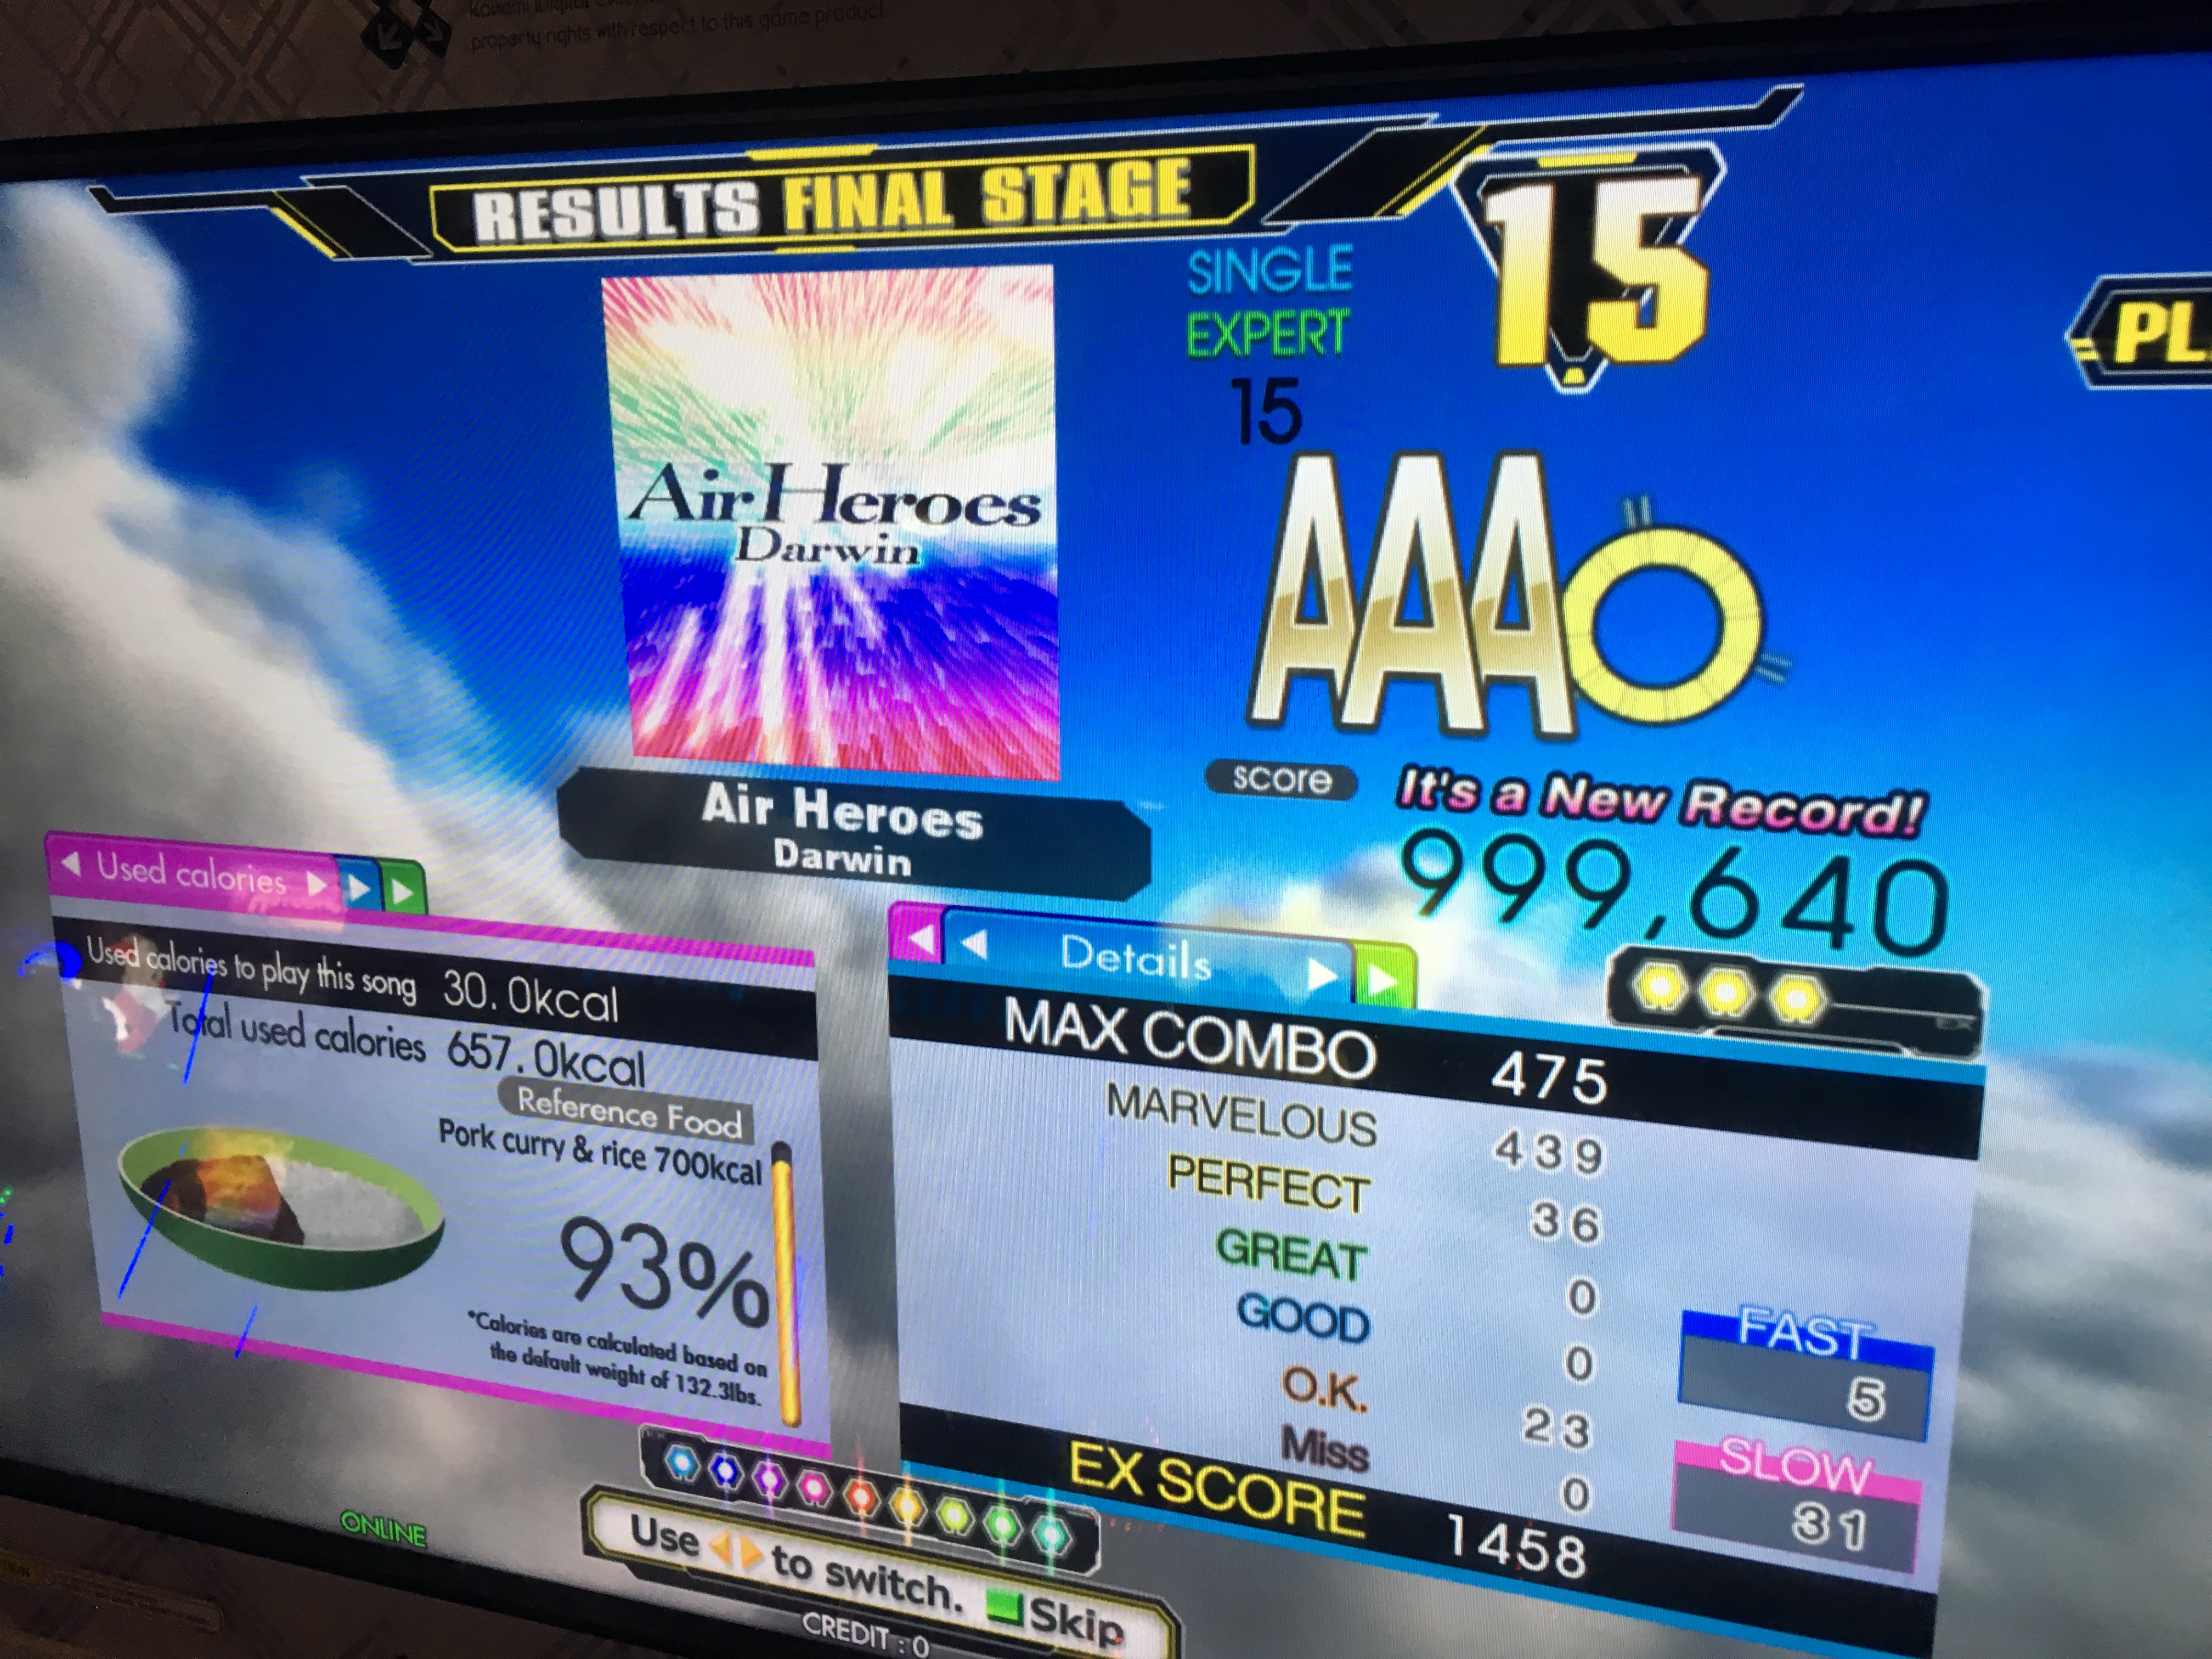 Konami Digital
property rights with respect to this game product.
RESULTS FINAL STAGE
15
SINGLE
EXPERT
15
PL
Air Heroes
Darwin
AAA
Air Heroes
Darwin
score
It's a New Record!
999,640
Used calories
Used calories to play this song 30.0kcal
Total used calories 657.0kcal
Reference Food
Pork curry & rice 700kcal
93%
*Calories are calculated based on
the default weight of 132.3lbs.
Details
EX
MAX COMBO 475
MARVELOUS 439
PERFECT 36
GREAT 0
GOOD 0
O.K. 23
Miss 0
EX SCORE 1458
FAST
5
SLOW
31
EX
ONLINE
Use to switch. Skip
CREDIT : 0